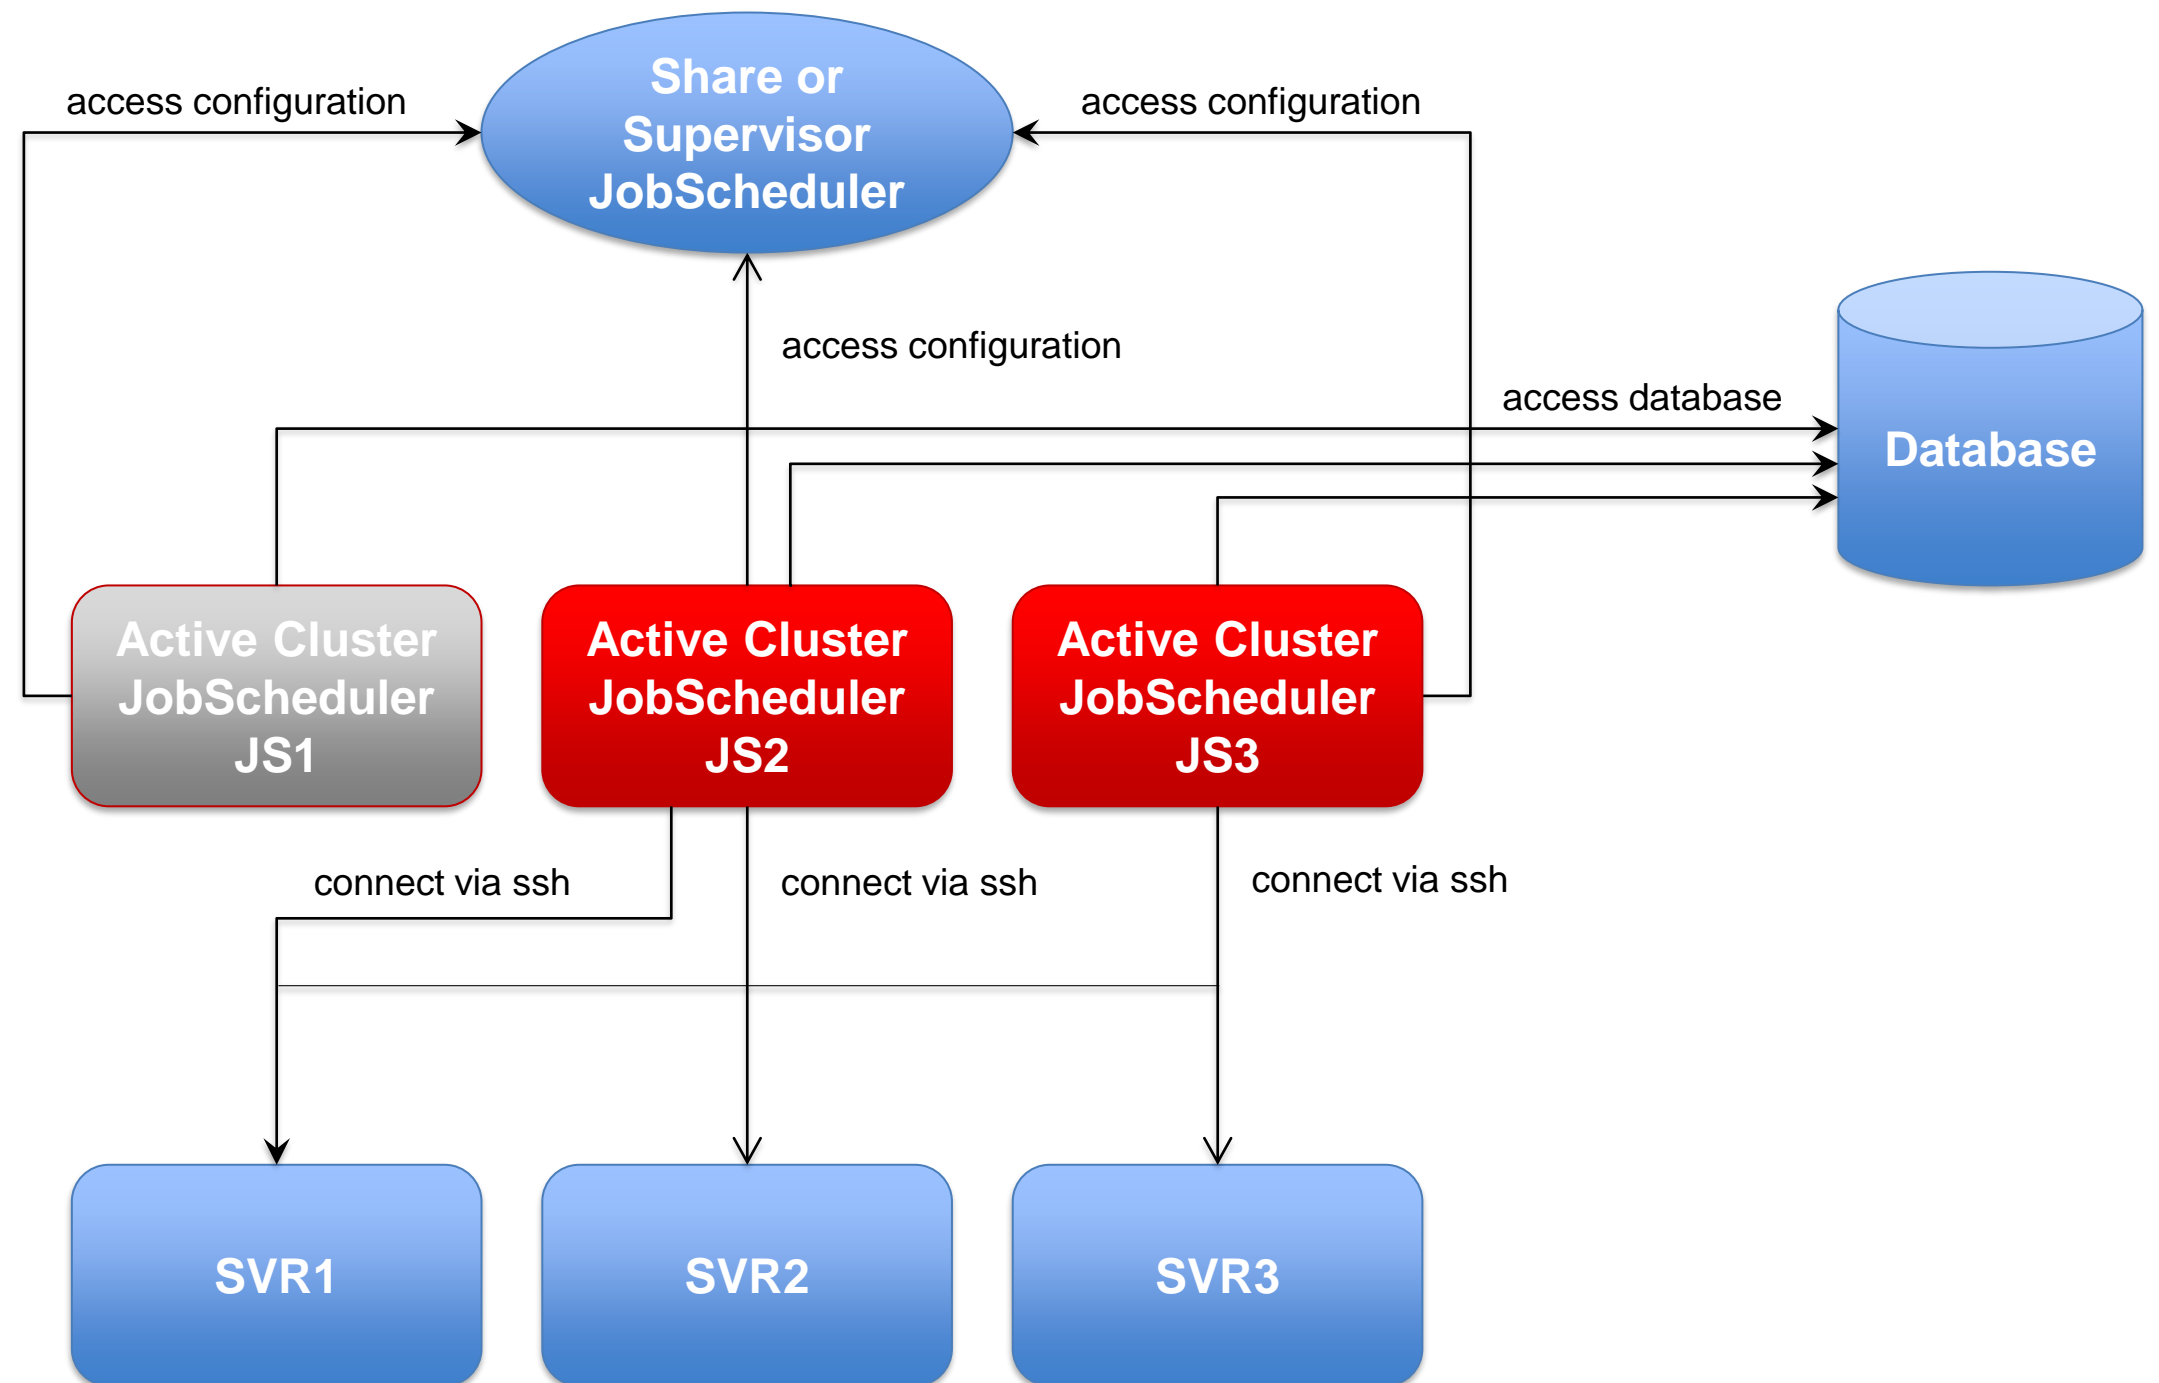 Share or
Supervisor
JobScheduler
access configuration
access configuration
access configuration
access database
Database
Active Cluster
JobScheduler
JS1
Active Cluster
JobScheduler
JS2
Active Cluster
JobScheduler
JS3
connect via ssh
connect via ssh
connect via ssh
SVR1
SVR2
SVR3